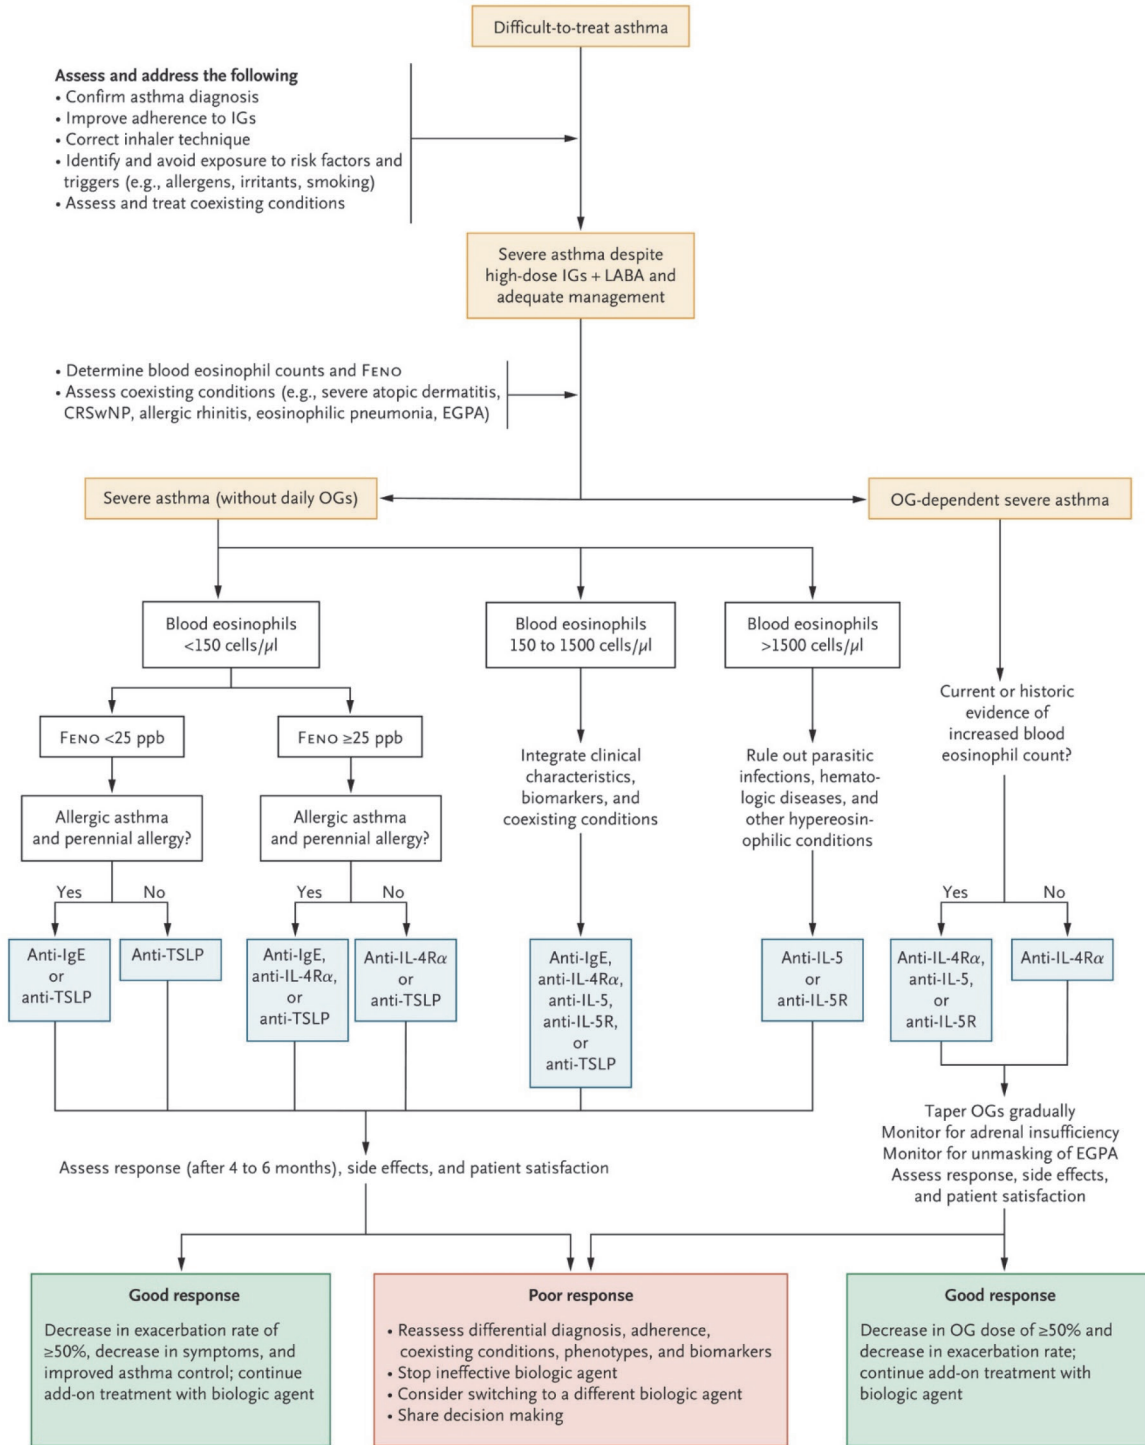 Difficult-to-treat asthma
Assess and address the following
• Confirm asthma diagnosis
• Improve adherence to IGs
• Correct inhaler technique
• Identify and avoid exposure to risk factors and
triggers (e.g., allergens, irritants, smoking)
• Assess and treat coexisting conditions
Severe asthma despite
high-dose IGs + LABA and
adequate management
• Determine blood eosinophil counts and FENO
• Assess coexisting conditions (e.g., severe atopic dermatitis,
CRSwNP, allergic rhinitis, eosinophilic pneumonia, EGPA)
Severe asthma (without daily OGs)
OG-dependent severe asthma
Blood eosinophils
<150 cells/µl
Blood eosinophils
150 to 1500 cells/µl
Blood eosinophils
>1500 cells/µl
FENO <25 ppb
FENO ≥25 ppb
Allergic asthma
and perennial allergy?
Allergic asthma
and perennial allergy?
Integrate clinical
characteristics,
biomarkers, and
coexisting conditions
Rule out parasitic
infections, hemato-
logic diseases, and
other hypereosin-
ophilic conditions
Current or historic
evidence of
increased blood
eosinophil count?
Yes
No
Yes
No
Yes
No
Anti-IgE
or
anti-TSLP
Anti-TSLP
Anti-IgE,
anti-IL-4Rα,
or
anti-TSLP
Anti-IL-4Rα
or
anti-TSLP
Anti-IgE,
anti-IL-4Rα,
anti-IL-5,
anti-IL-5R,
or
anti-TSLP
Anti-IL-5
or
anti-IL-5R
Anti-IL-4Rα,
anti-IL-5,
or
anti-IL-5R
Anti-IL-4Rα
Assess response (after 4 to 6 months), side effects, and patient satisfaction
Taper OGs gradually
Monitor for adrenal insufficiency
Monitor for unmasking of EGPA
Assess response, side effects,
and patient satisfaction
Good response
Decrease in exacerbation rate of
≥50%, decrease in symptoms, and
improved asthma control; continue
add-on treatment with biologic agent
Poor response
• Reassess differential diagnosis, adherence,
coexisting conditions, phenotypes, and biomarkers
• Stop ineffective biologic agent
• Consider switching to a different biologic agent
• Share decision making
Good response
Decrease in OG dose of ≥50% and
decrease in exacerbation rate;
continue add-on treatment with
biologic agent